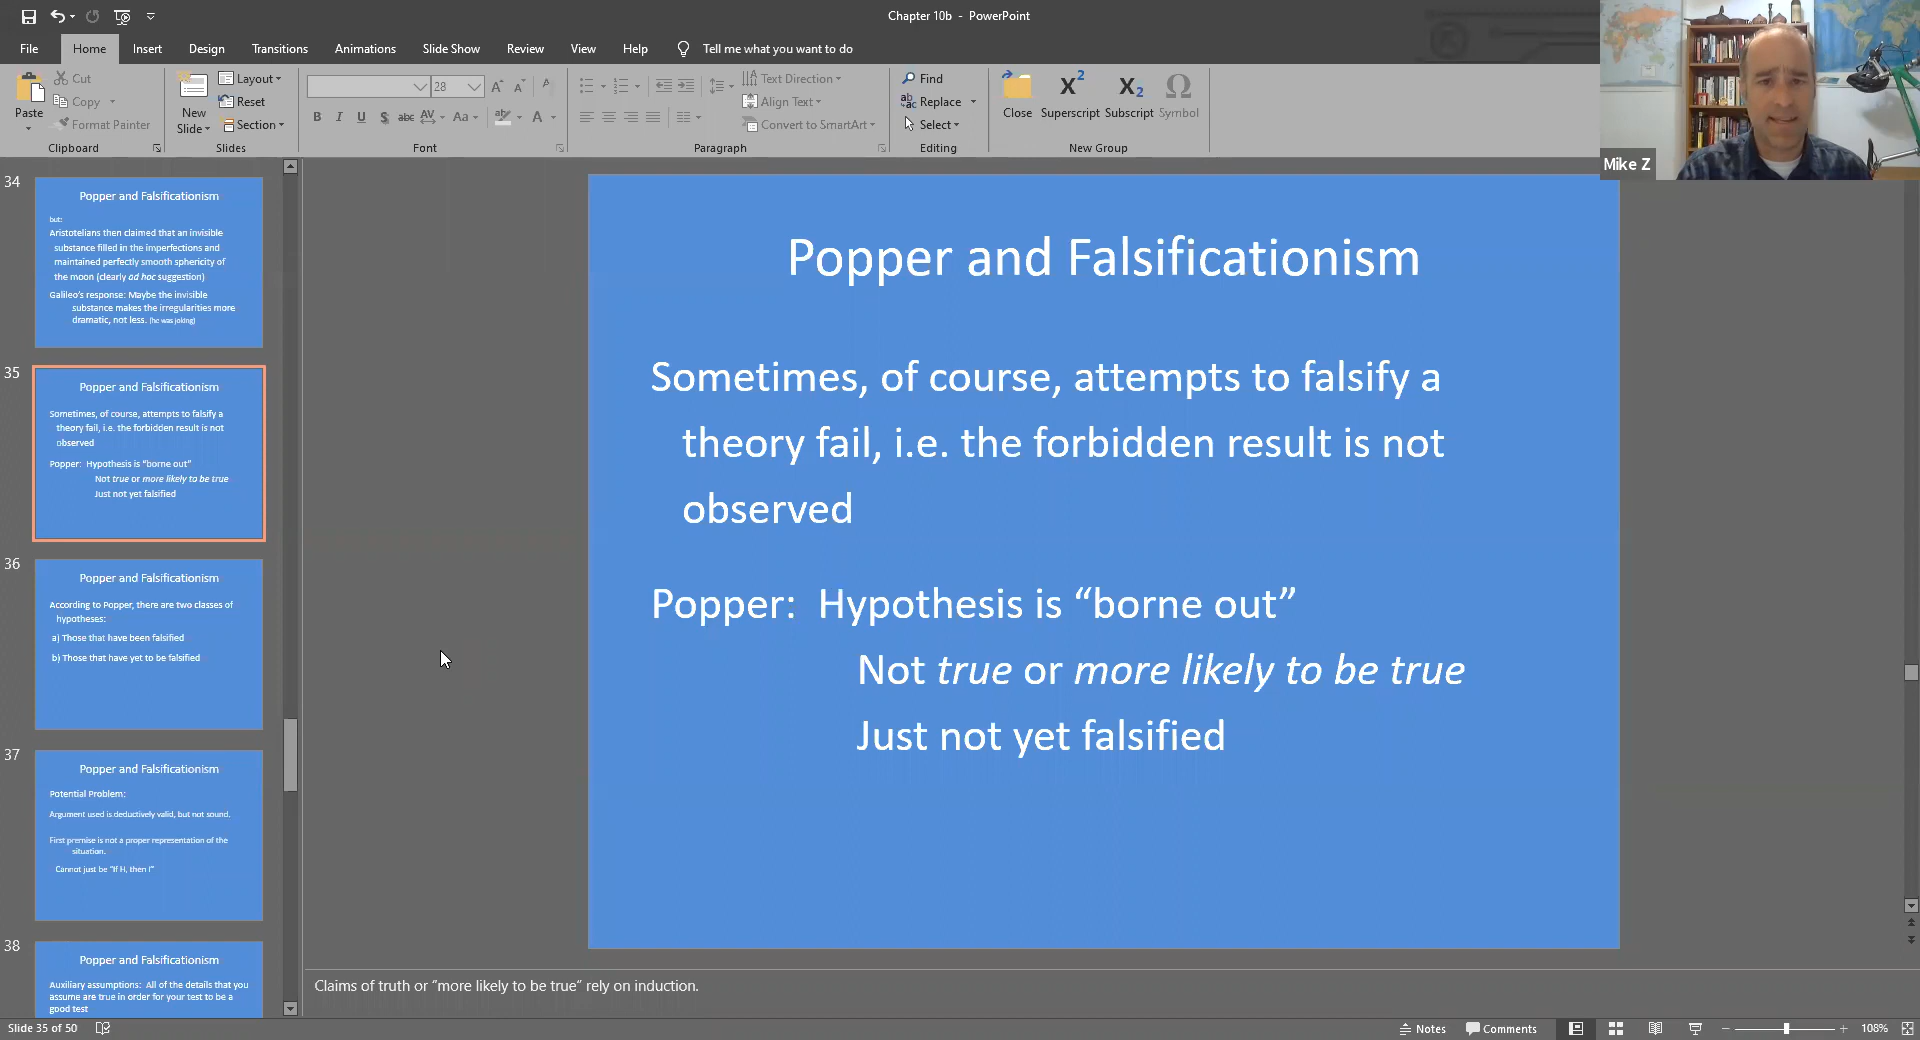 Chapter 10b - PowerPoint
File Home Insert Design Transitions Animations Slide Show Review View Help Tell me what you want to do
Paste
Cut
Copy
Format Painter
Clipboard
New
Slide
Layout
Reset
Section
Slides
28
B I U S abc AV Aa A
Font
Text Direction
Align Text
Convert to SmartArt
Paragraph
Find
Replace
Select
Editing
Close Superscript Subscript Symbol
New Group
Mike Z
34
Popper and Falsificationism
but:
Aristotelians then claimed that an invisible
substance filled in the imperfections and
maintained perfectly smooth sphericity of
the moon (clearly ad hoc suggestion)
Galileo's response: Maybe the invisible
substance makes the irregularities more
dramatic, not less. (he was joking)
35
Popper and Falsificationism
Sometimes, of course, attempts to falsify a
theory fail, i.e. the forbidden result is not
observed
Popper: Hypothesis is "borne out"
Not true or more likely to be true
Just not yet falsified
36
Popper and Falsificationism
According to Popper, there are two classes of
hypotheses:
a) Those that have been falsified
b) Those that have yet to be falsified
37
Popper and Falsificationism
Potential Problem:
Argument used is deductively valid, but not sound.
First premise is not a proper representation of the
situation.
Cannot just be "If H, then I"
38
Popper and Falsificationism
Auxiliary assumptions: All of the details that you
assume are true in order for your test to be a
good test
Popper and Falsificationism
Sometimes, of course, attempts to falsify a
theory fail, i.e. the forbidden result is not
observed
Popper: Hypothesis is “borne out”
Not true or more likely to be true
Just not yet falsified
Claims of truth or “more likely to be true” rely on induction.
Slide 35 of 50
Notes Comments 108%